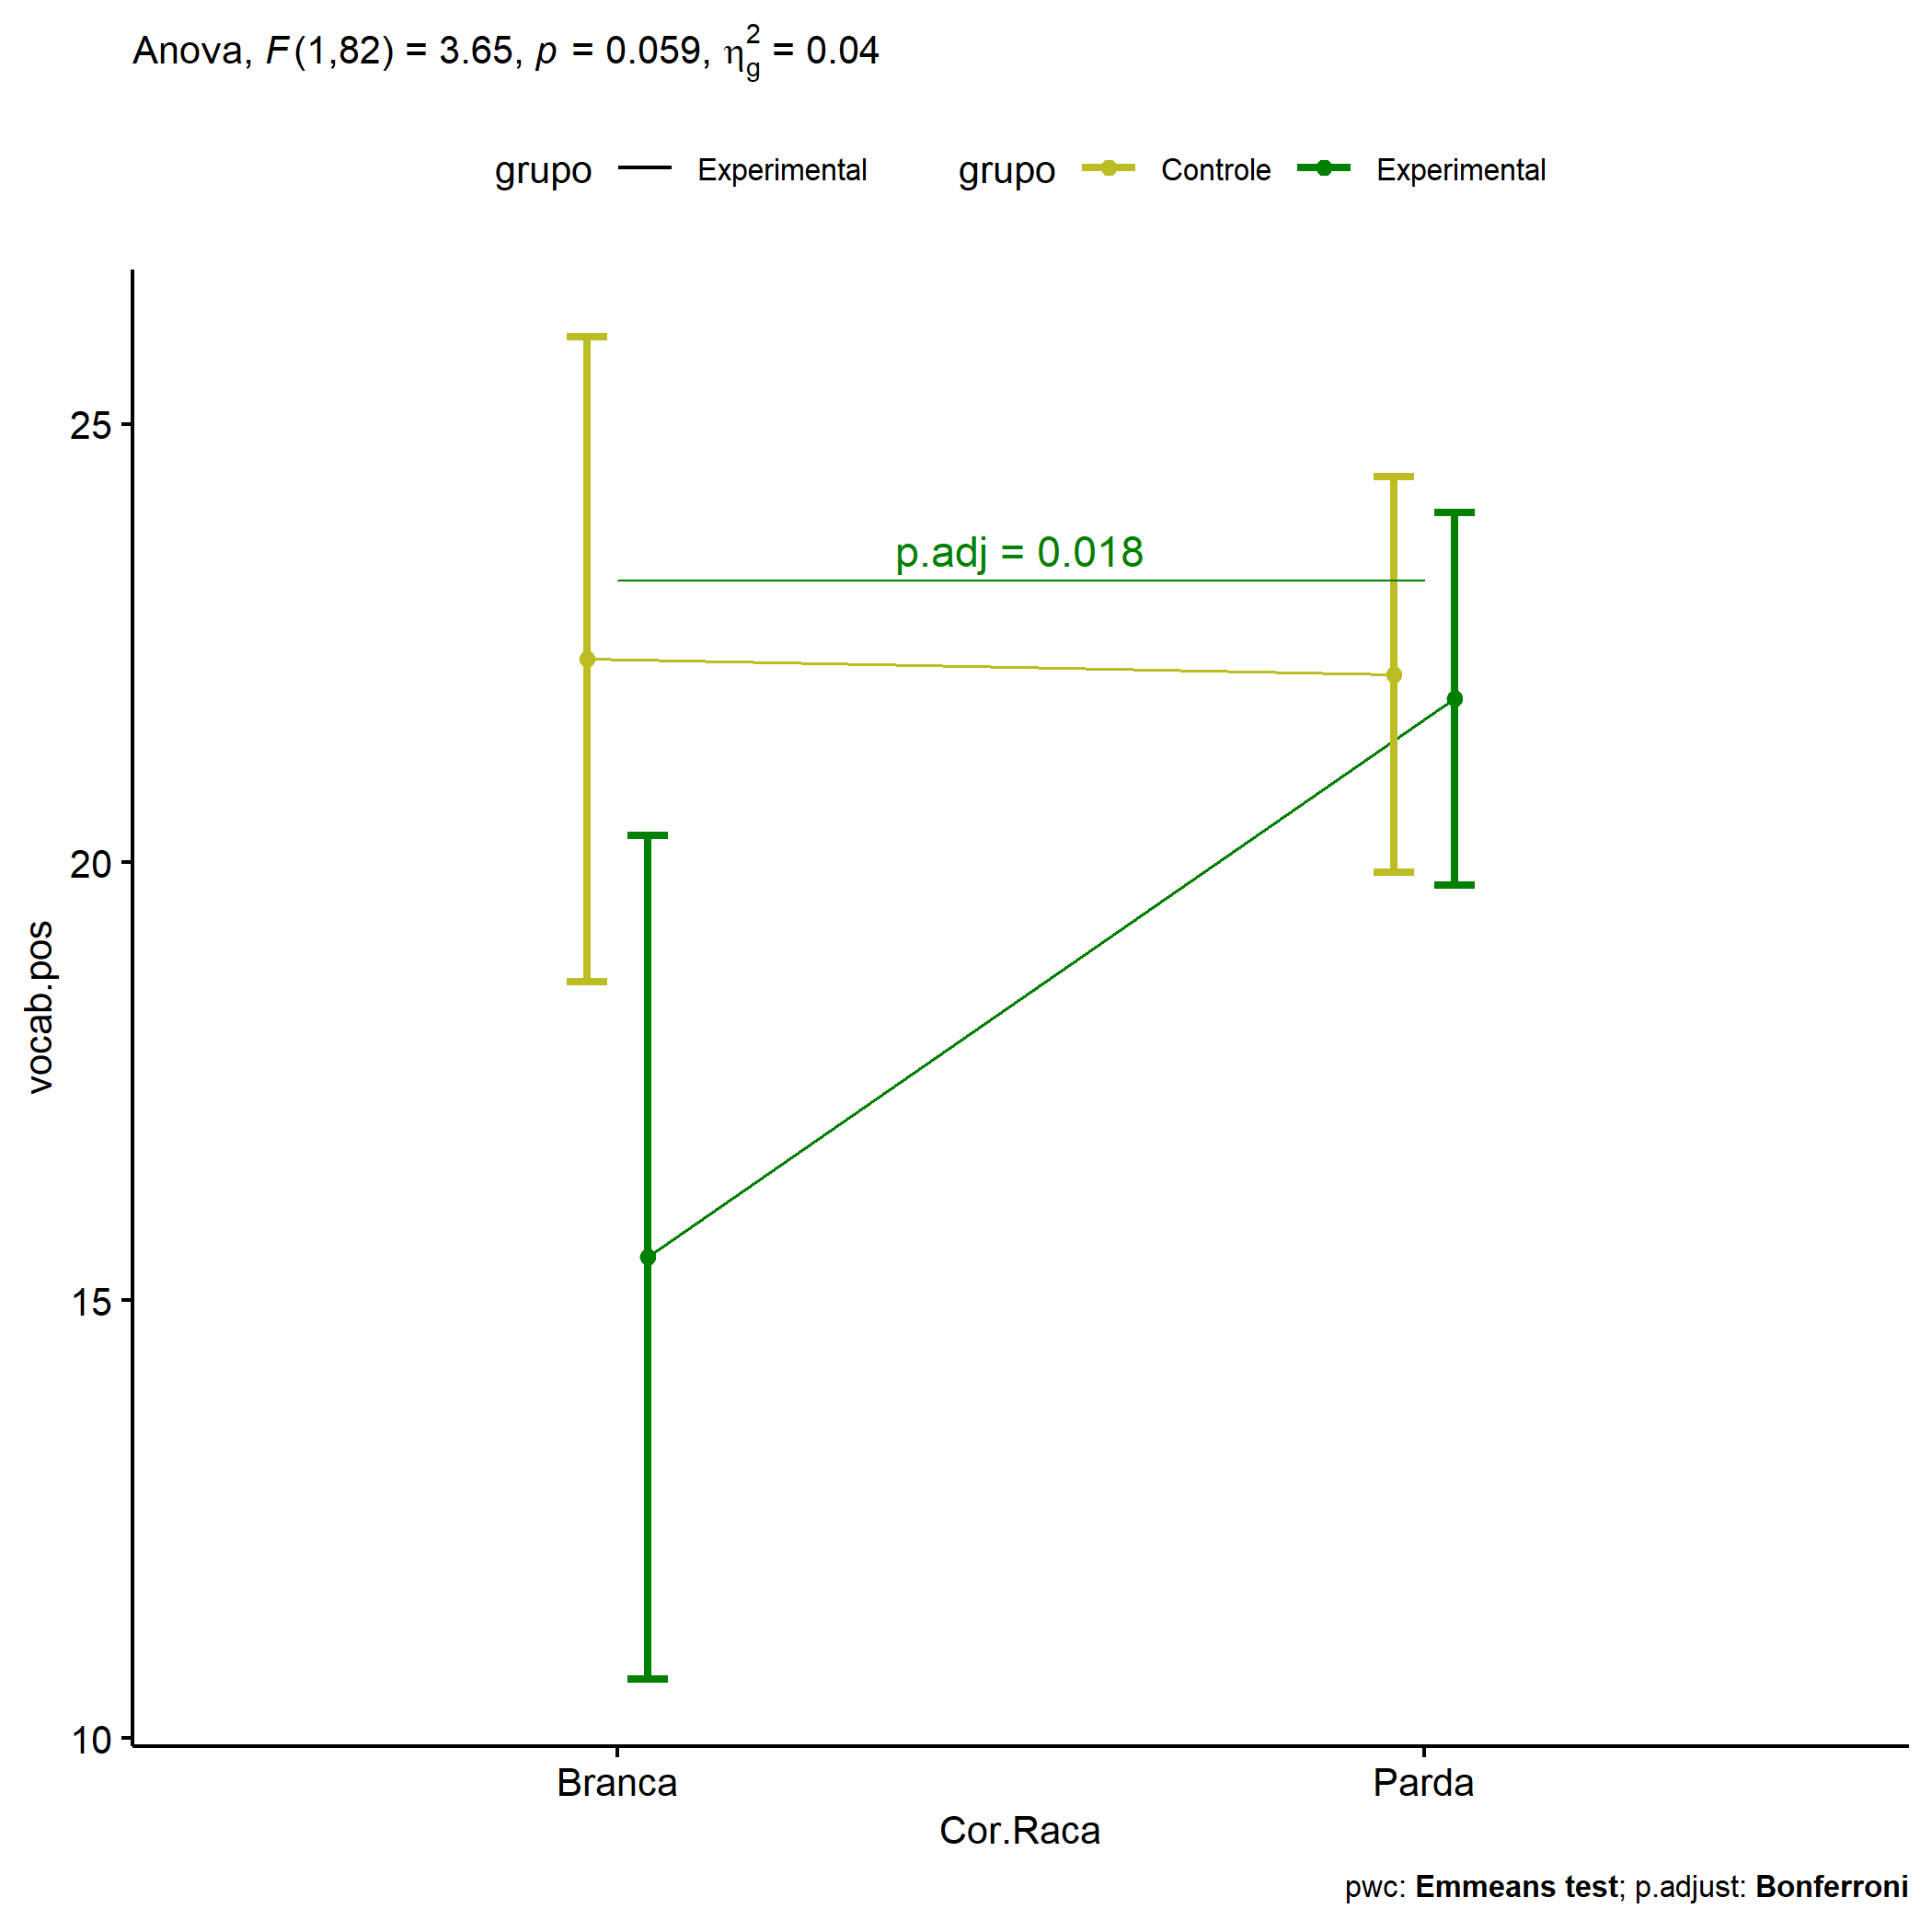 Anova, F(1,82) = 3.65, p = 0.059, η²g = 0.04
grupo Experimental grupo Controle Experimental
25
p.adj = 0.018
20
vocab.pos
15
10
Branca Parda
Cor.Raca
pwc: Emmeans test; p.adjust: Bonferroni